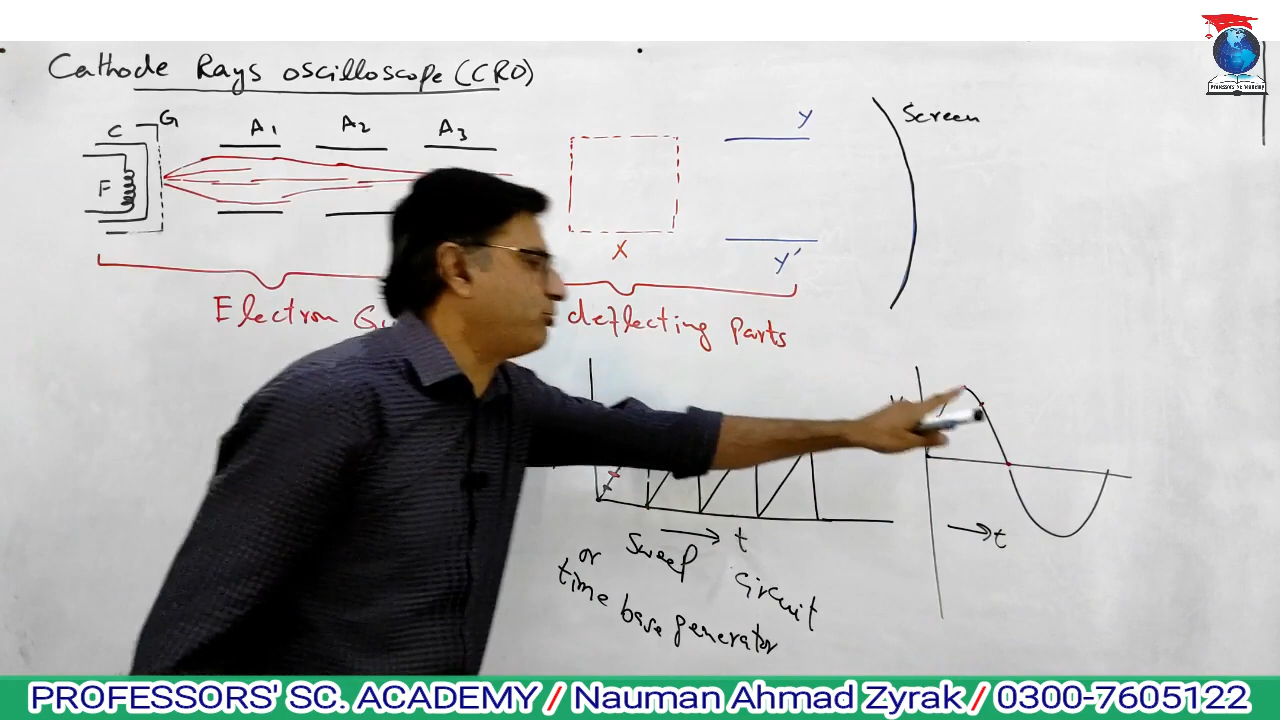 Cathode Rays oscilloscope (CRO)
C G A1 A2 A3
F
X
y
y′
Screen
Electron
deflecting parts
t
or sweep circuit
time base generator
t
PROFESSORS' SC. ACADEMY / Nauman Ahmad Zyrak / 0300-7605122